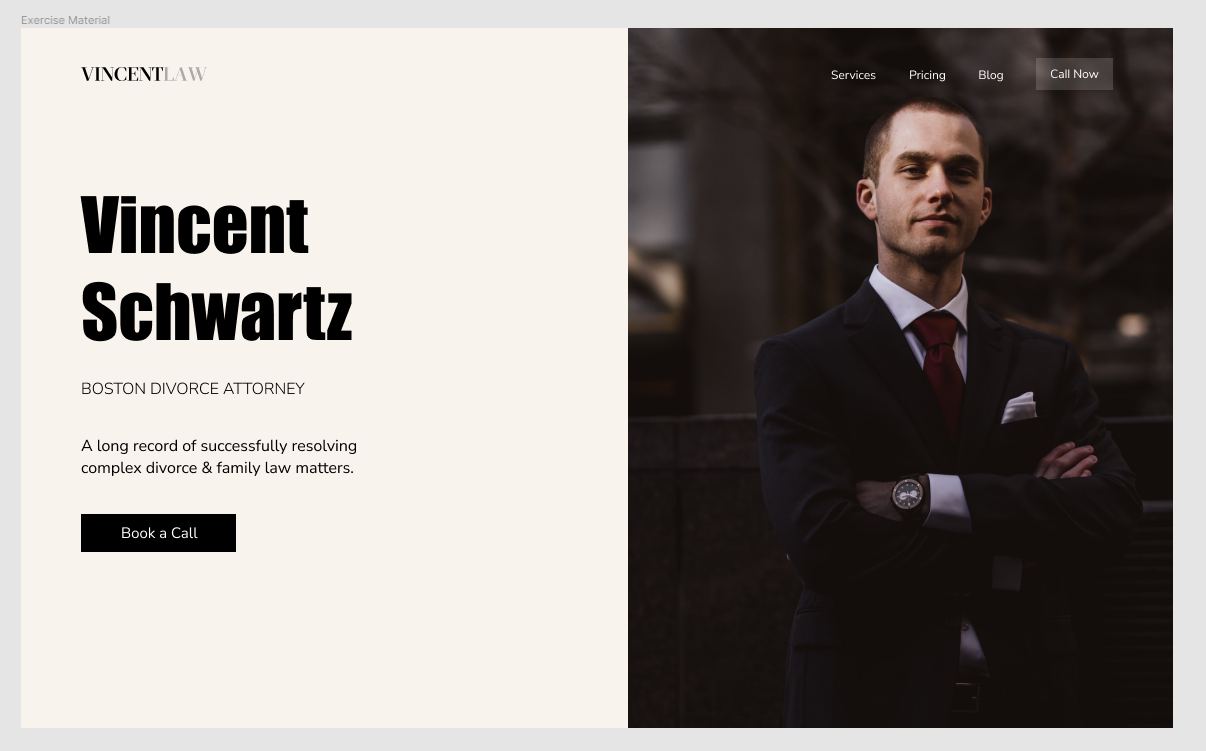 Exercise Material
VINCENTLAW
Services Pricing Blog Call Now
Vincent
Schwartz
BOSTON DIVORCE ATTORNEY
A long record of successfully resolving
complex divorce & family law matters.
Book a Call